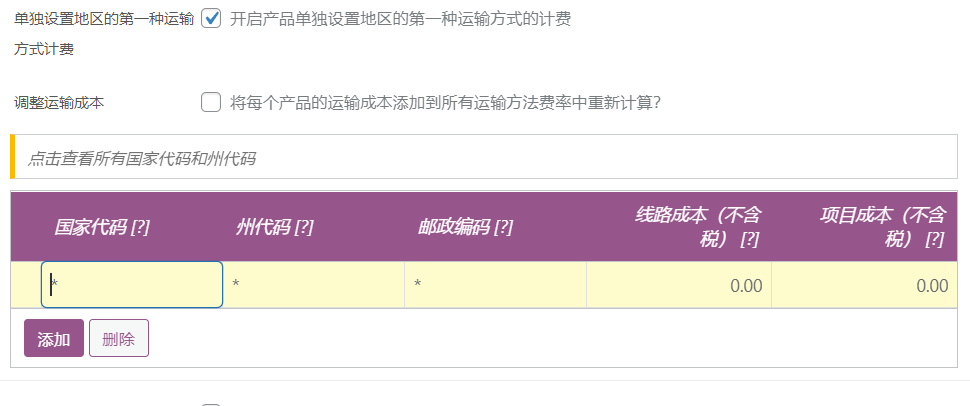 单独设置地区的第一种运输 开启产品单独设置地区的第一种运输方式的计费
方式计费
调整运输成本 将每个产品的运输成本添加到所有运输方法费率中重新计算?
点击查看所有国家代码和州代码
国家代码 [?] 州代码 [?] 邮政编码 [?] 线路成本（不含税） [?] 项目成本（不含税） [?]
* * * 0.00 0.00
添加 删除